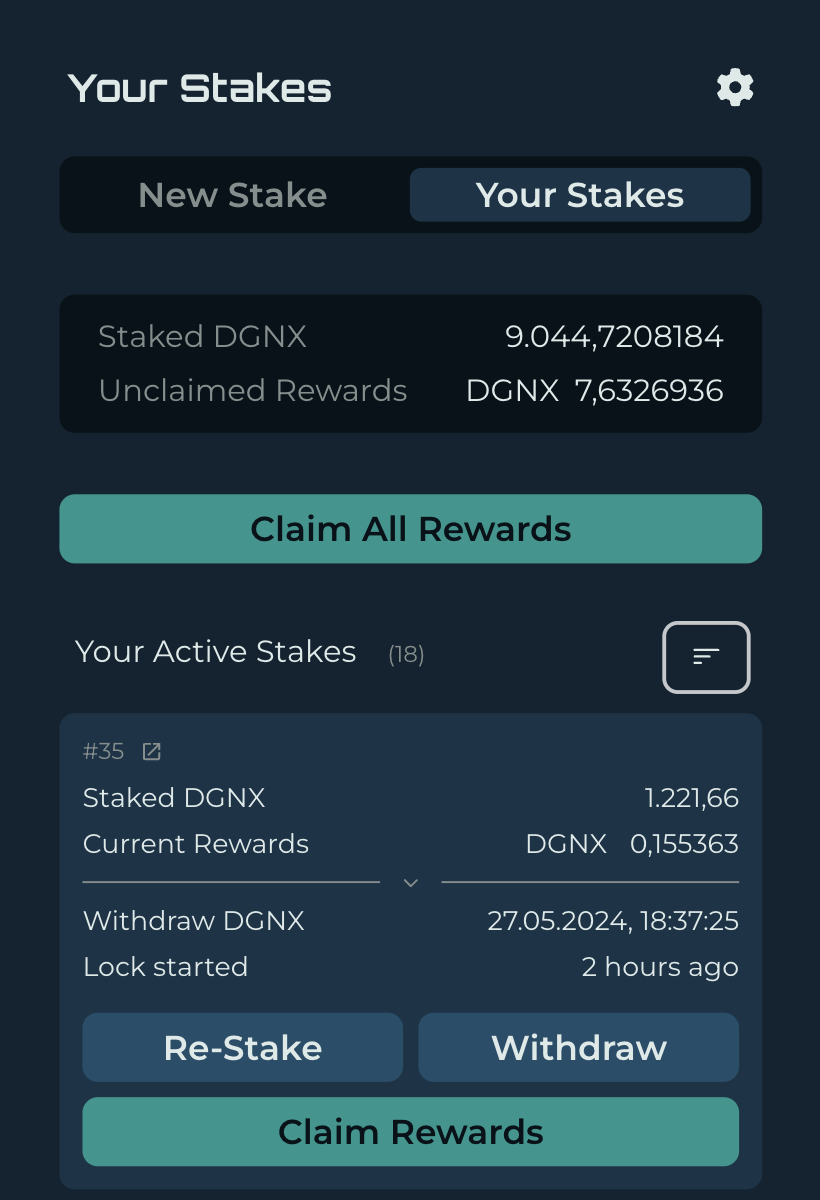 Your Stakes
New Stake Your Stakes
Staked DGNX 9.044,7208184
Unclaimed Rewards DGNX 7,6326936
Claim All Rewards
Your Active Stakes (18)
#35
Staked DGNX 1.221,66
Current Rewards DGNX 0,155363
Withdraw DGNX 27.05.2024, 18:37:25
Lock started 2 hours ago
Re-Stake Withdraw
Claim Rewards